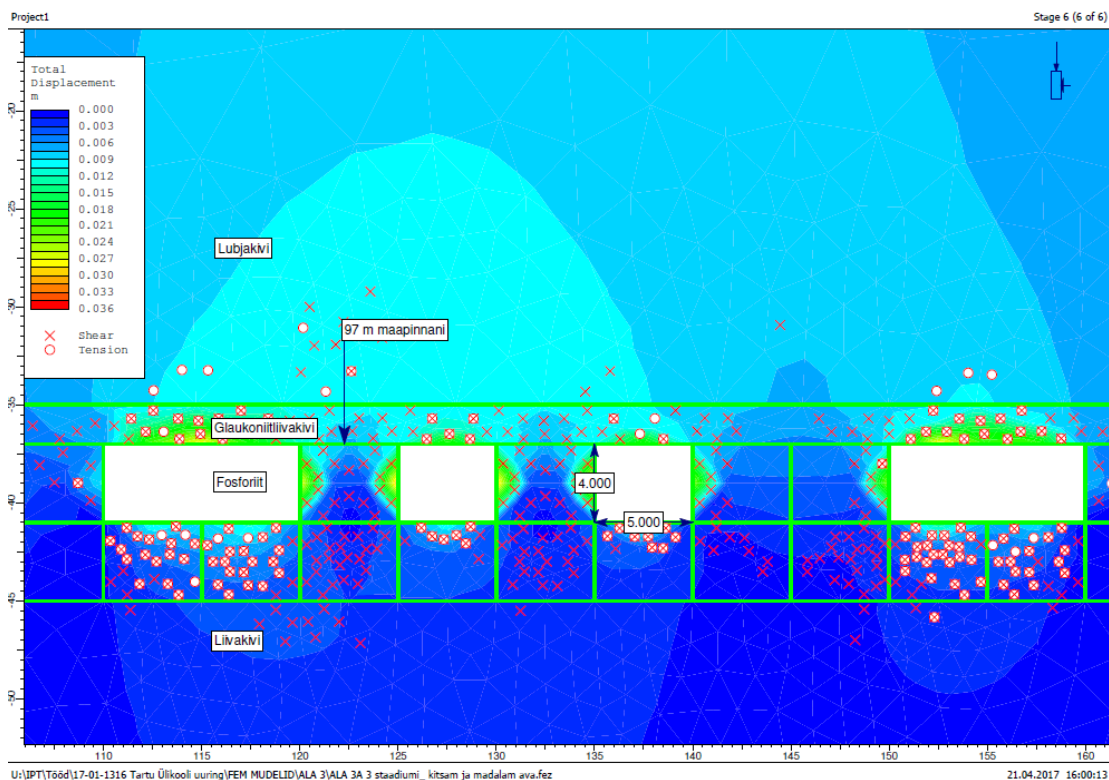 Project1
Stage 6 (6 of 6)
Total
Displacement
m
0.000
0.003
0.006
0.009
0.012
0.015
0.018
0.021
0.024
0.027
0.030
0.033
0.036
Shear
Tension
Lubjakivi
97 m maapinnani
Glaukoniitliivakivi
Fosforiit
4.000
5.000
Liivakivi
-20
-25
-30
-35
-40
-45
-50
110 115 120 125 130 135 140 145 150 155 160
U:\IPT\Tööd\17-01-1316 Tartu Ülikooli uuring\FEM MUDELID\ALA 3\ALA 3A 3 staadiumi_ kitsam ja madalam ava.fez
21.04.2017 16:00:13